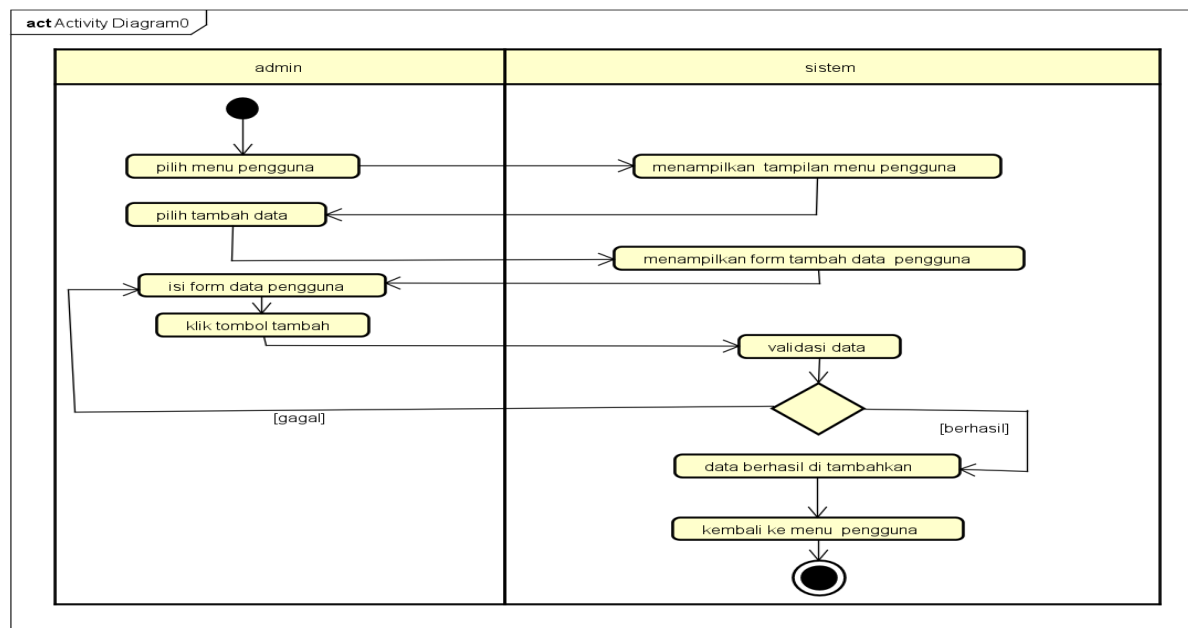 act Activity Diagram0
admin
sistem
pilih menu pengguna
menampilkan tampilan menu pengguna
pilih tambah data
menampilkan form tambah data pengguna
isi form data pengguna
klik tombol tambah
validasi data
[gagal]
[berhasil]
data berhasil di tambahkan
kembali ke menu pengguna